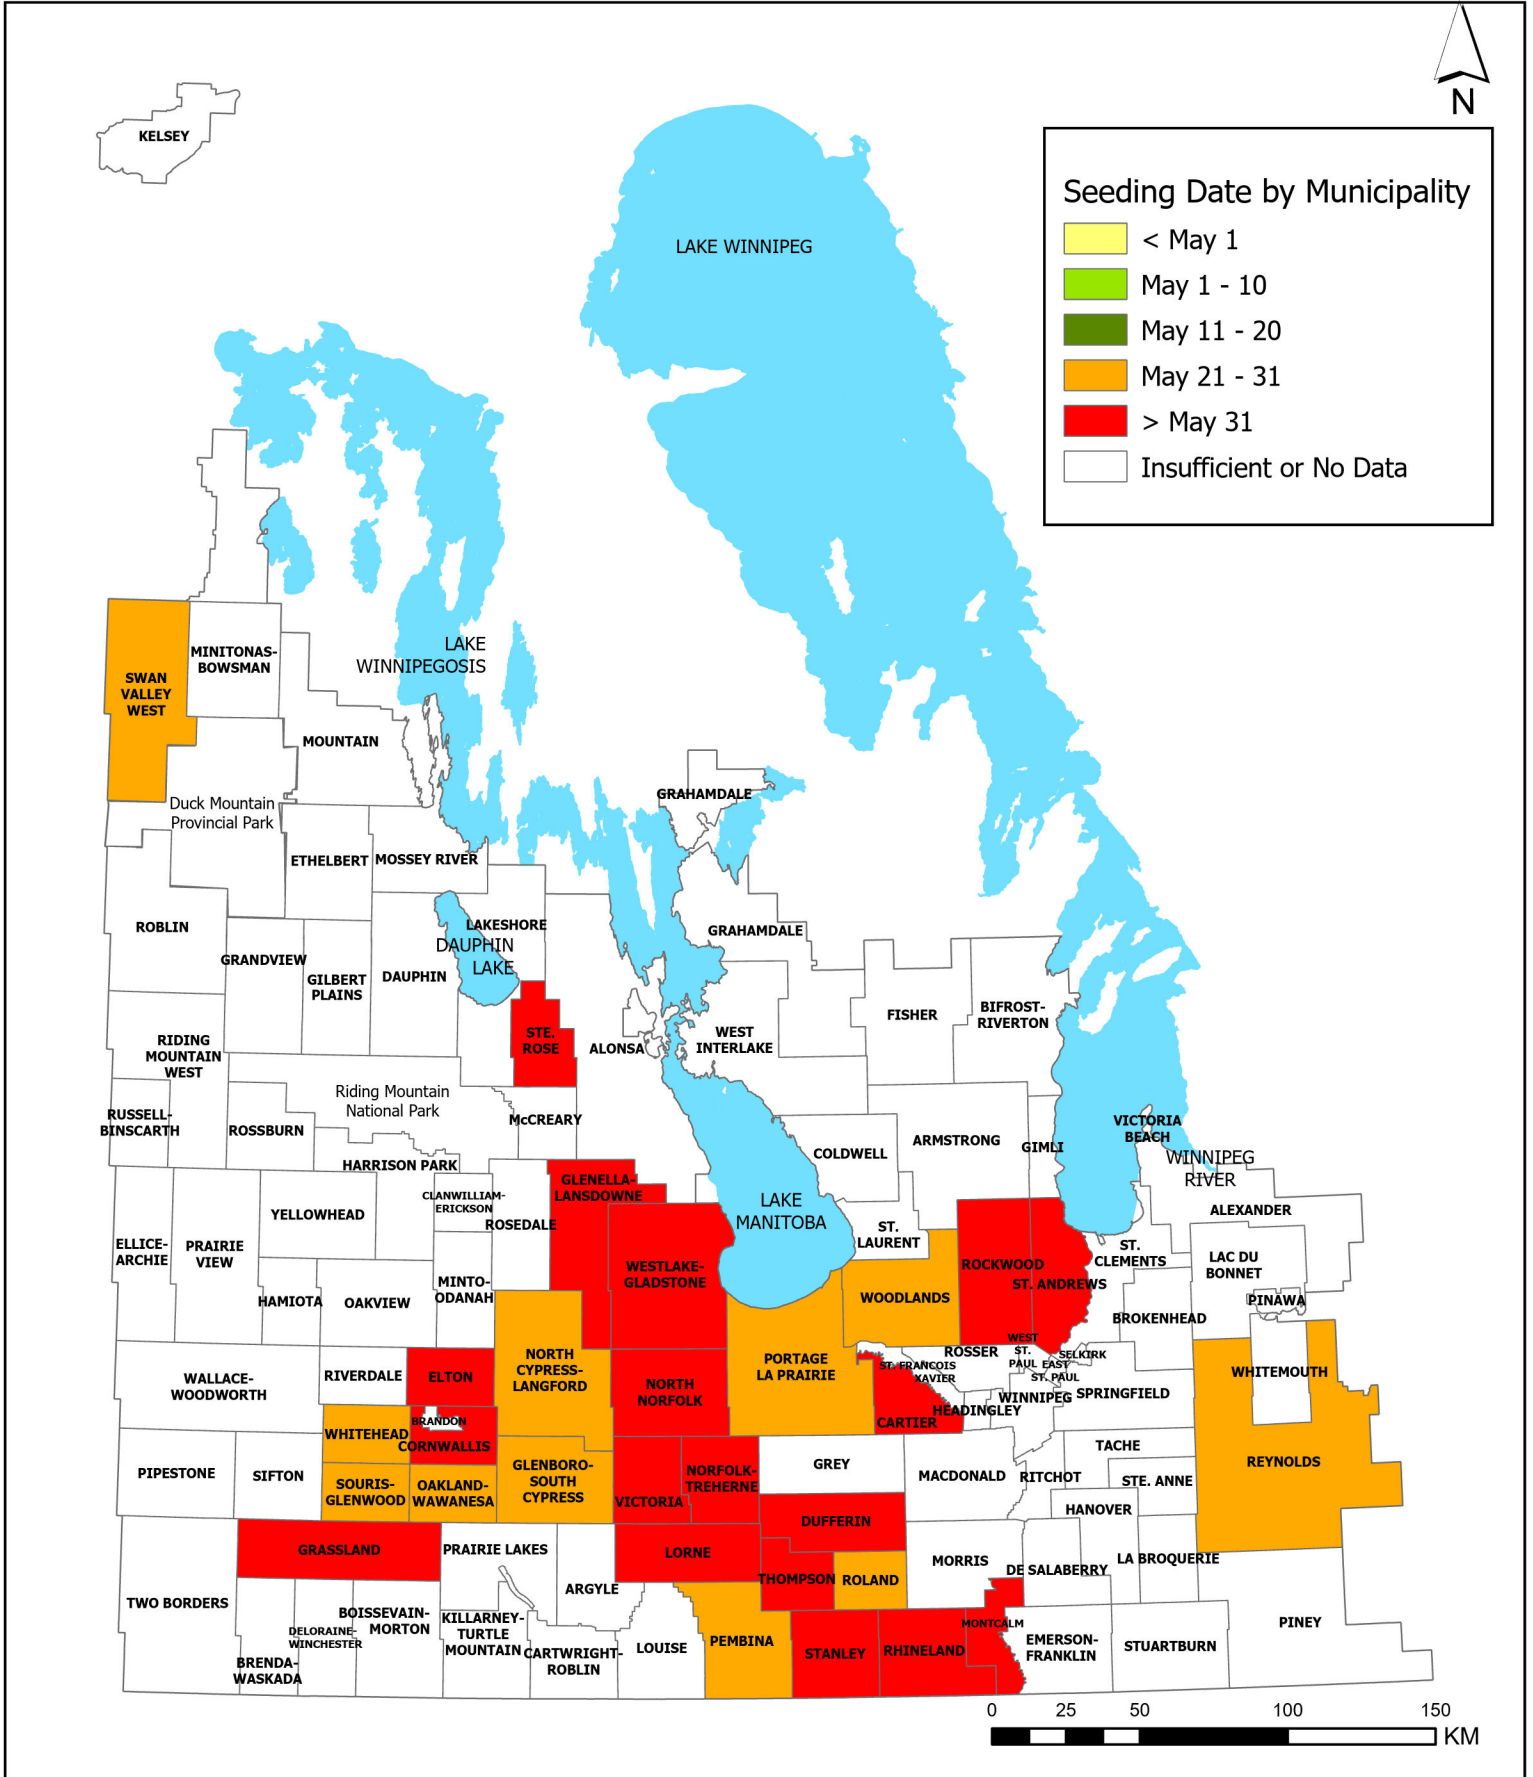 N
KELSEY
Seeding Date by Municipality
< May 1
May 1 - 10
May 11 - 20
May 21 - 31
> May 31
Insufficient or No Data
LAKE WINNIPEG
LAKE
WINNIPEGOSIS
MINITONAS-
BOWSMAN
SWAN
VALLEY
WEST
MOUNTAIN
Duck Mountain
Provincial Park
GRAHAMDALE
ETHELBERT
MOSSEY RIVER
ROBLIN
LAKESHORE
DAUPHIN
LAKE
GRAHAMDALE
GRANDVIEW
GILBERT
PLAINS
DAUPHIN
FISHER
BIFROST-
RIVERTON
RIDING
MOUNTAIN
WEST
STE.
ROSE
ALONSA
WEST
INTERLAKE
Riding Mountain
National Park
RUSSELL-
BINSCARTH
ROSSBURN
McCREARY
VICTORIA
BEACH
COLDWELL
ARMSTRONG
GIMLI
HARRISON PARK
WINNIPEG
RIVER
GLENELLA-
LANSDOWNE
CLANWILLIAM-
ERICKSON
ROSEDALE
YELLOWHEAD
LAKE
MANITOBA
ALEXANDER
ELLICE-
ARCHIE
PRAIRIE
VIEW
ST.
LAURENT
ST.
CLEMENTS
LAC DU
BONNET
WESTLAKE-
GLADSTONE
ROCKWOOD
ST. ANDREWS
MINTO-
ODANAH
HAMIOTA
OAKVIEW
WOODLANDS
PINAWA
BROKENHEAD
NORTH
CYPRESS-
LANGFORD
WEST
ST.
PAUL
ROSSER
SELKIRK
EAST
ST. PAUL
ST. FRANCOIS
XAVIER
PORTAGE
LA PRAIRIE
WHITEMOUTH
WALLACE-
WOODWORTH
RIVERDALE
ELTON
NORTH
NORFOLK
WINNIPEG
SPRINGFIELD
HEADINGLEY
CARTIER
BRANDON
WHITEHEAD
CORNWALLIS
TACHE
PIPESTONE
SIFTON
GLENBORO-
SOUTH
CYPRESS
GREY
MACDONALD
RITCHOT
STE. ANNE
REYNOLDS
SOURIS-
GLENWOOD
OAKLAND-
WAWANESA
VICTORIA
NORFOLK-
TREHERNE
HANOVER
DUFFERIN
GRASSLAND
PRAIRIE LAKES
LORNE
MORRIS
DE SALABERRY
LA BROQUERIE
THOMPSON
ROLAND
ARGYLE
TWO BORDERS
BOISSEVAIN-
MORTON
DELORAINE-
WINCHESTER
KILLARNEY-
TURTLE
MOUNTAIN
MONTCALM
PINEY
BRENDA-
WASKADA
CARTWRIGHT-
ROBLIN
LOUISE
PEMBINA
STANLEY
RHINELAND
EMERSON-
FRANKLIN
STUARTBURN
0 25 50 100 150
KM